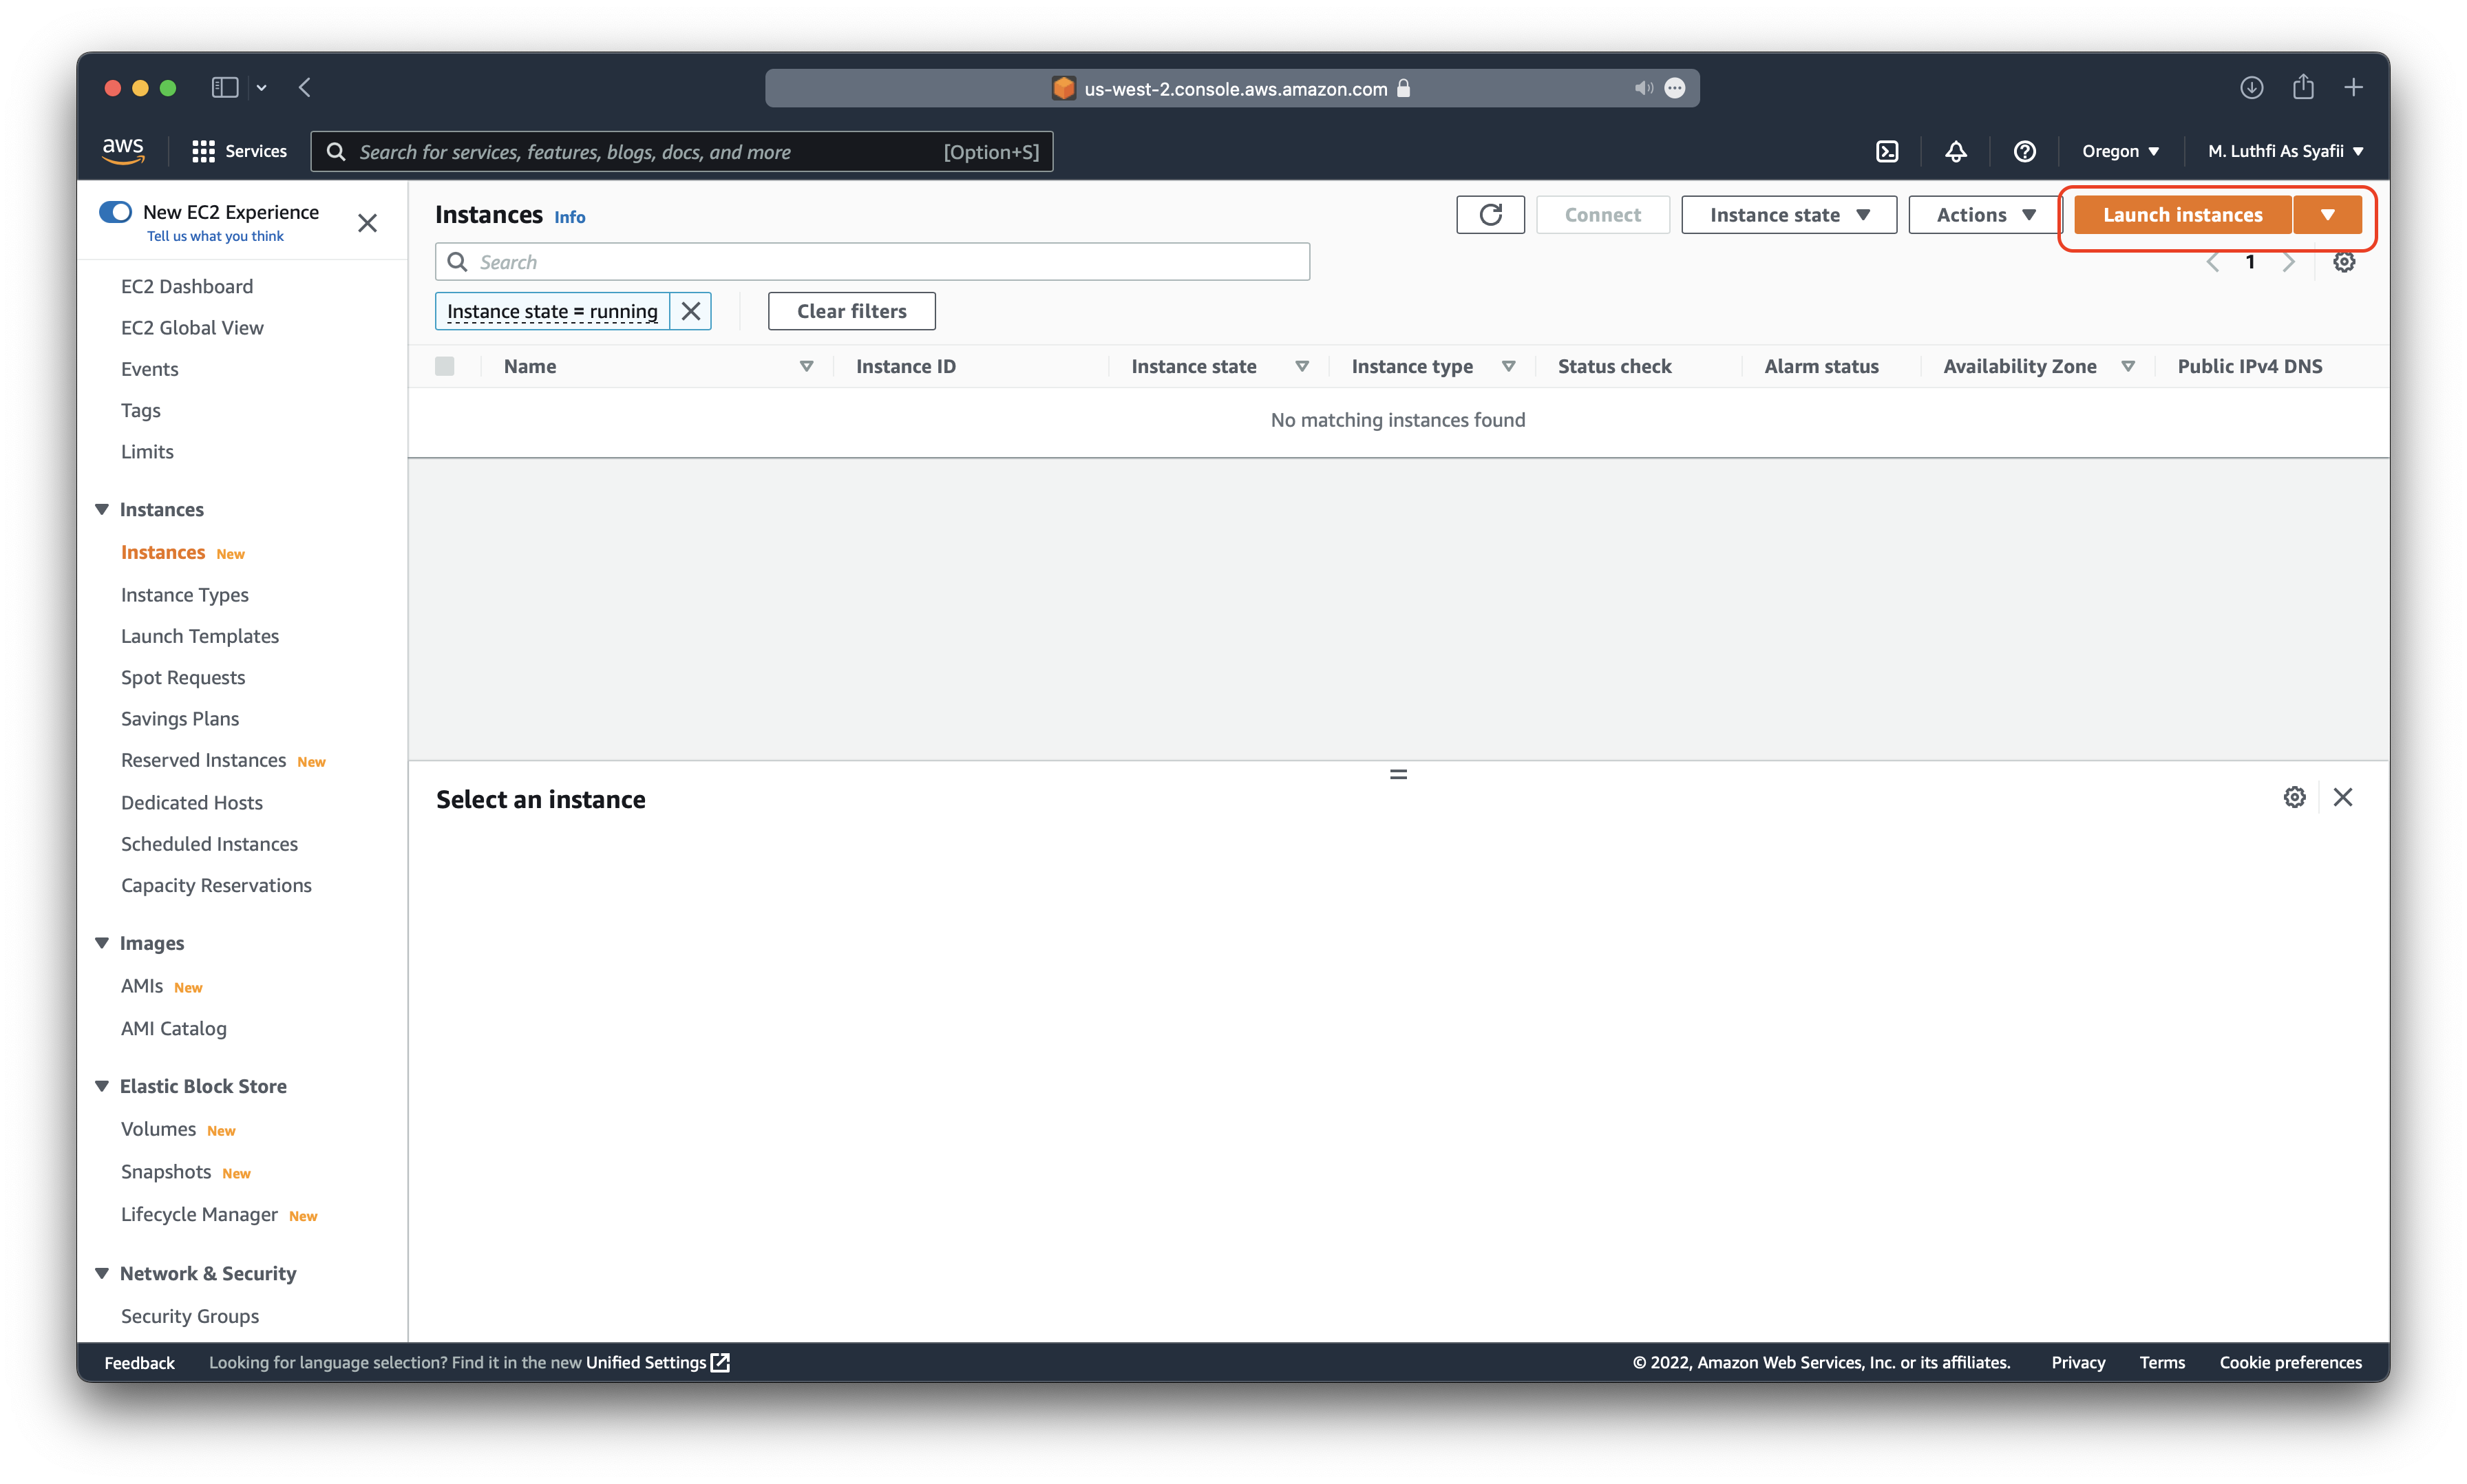 us-west-2.console.aws.amazon.com
aws
Services
Search for services, features, blogs, docs, and more
[Option+S]
Oregon
M. Luthfi As Syafii
New EC2 Experience
Tell us what you think
EC2 Dashboard
EC2 Global View
Events
Tags
Limits
Instances
Instances New
Instance Types
Launch Templates
Spot Requests
Savings Plans
Reserved Instances New
Dedicated Hosts
Scheduled Instances
Capacity Reservations
Images
AMIs New
AMI Catalog
Elastic Block Store
Volumes New
Snapshots New
Lifecycle Manager New
Network & Security
Security Groups
Instances Info
Connect
Instance state
Actions
Launch instances
Search
1
Instance state = running
Clear filters
Name
Instance ID
Instance state
Instance type
Status check
Alarm status
Availability Zone
Public IPv4 DNS
No matching instances found
Select an instance
Feedback
Looking for language selection? Find it in the new Unified Settings
© 2022, Amazon Web Services, Inc. or its affiliates.
Privacy
Terms
Cookie preferences